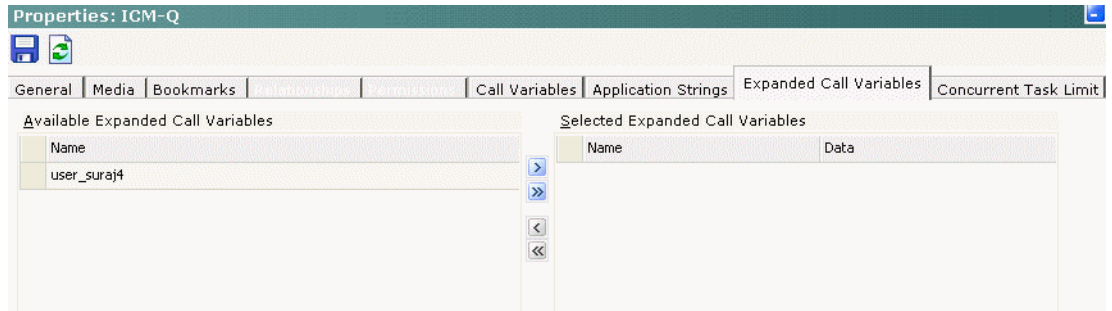 Properties: ICM-Q
General Media Bookmarks Relationships Permissions Call Variables Application Strings Expanded Call Variables Concurrent Task Limit
Available Expanded Call Variables Selected Expanded Call Variables
Name Name Data
user_suraj4